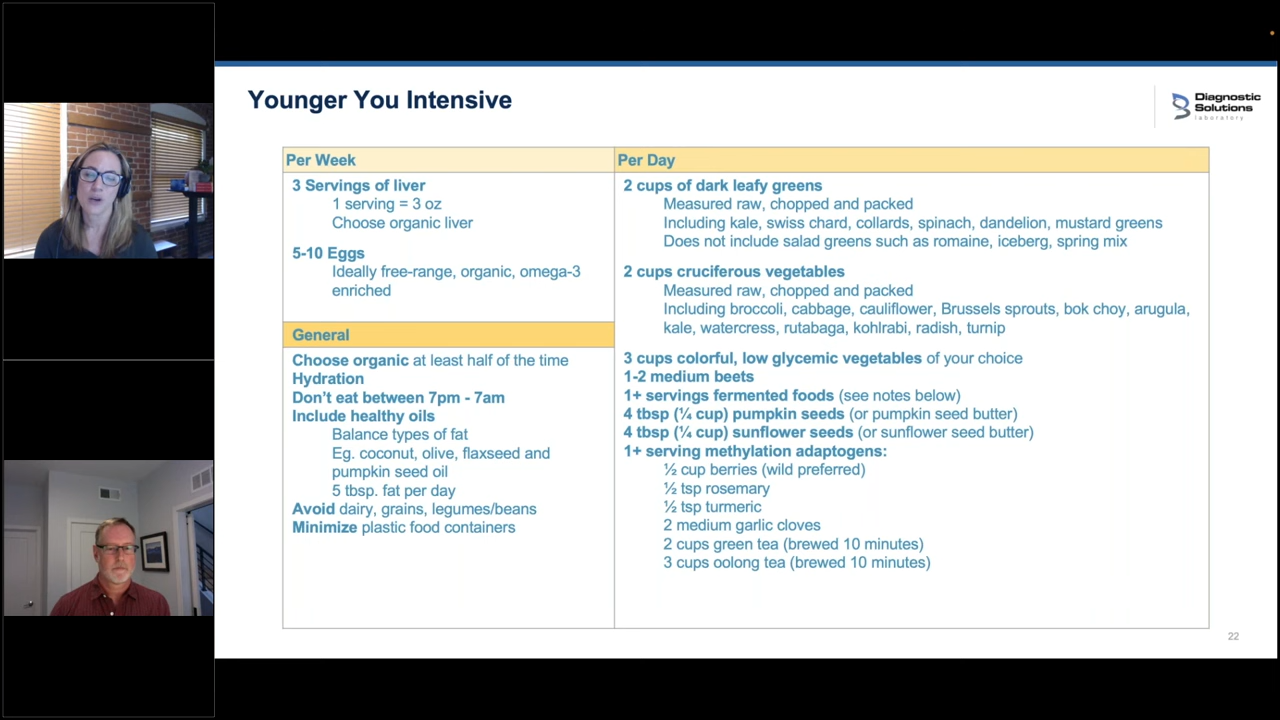 Younger You Intensive
Diagnostic
Solutions
laboratory
Per Week
3 Servings of liver
1 serving = 3 oz
Choose organic liver
5-10 Eggs
Ideally free-range, organic, omega-3
enriched
General
Choose organic at least half of the time
Hydration
Don't eat between 7pm - 7am
Include healthy oils
Balance types of fat
Eg. coconut, olive, flaxseed and
pumpkin seed oil
5 tbsp. fat per day
Avoid dairy, grains, legumes/beans
Minimize plastic food containers
Per Day
2 cups of dark leafy greens
Measured raw, chopped and packed
Including kale, swiss chard, collards, spinach, dandelion, mustard greens
Does not include salad greens such as romaine, iceberg, spring mix
2 cups cruciferous vegetables
Measured raw, chopped and packed
Including broccoli, cabbage, cauliflower, Brussels sprouts, bok choy, arugula,
kale, watercress, rutabaga, kohlrabi, radish, turnip
3 cups colorful, low glycemic vegetables of your choice
1-2 medium beets
1+ servings fermented foods (see notes below)
4 tbsp (¼ cup) pumpkin seeds (or pumpkin seed butter)
4 tbsp (¼ cup) sunflower seeds (or sunflower seed butter)
1+ serving methylation adaptogens:
½ cup berries (wild preferred)
½ tsp rosemary
½ tsp turmeric
2 medium garlic cloves
2 cups green tea (brewed 10 minutes)
3 cups oolong tea (brewed 10 minutes)
22